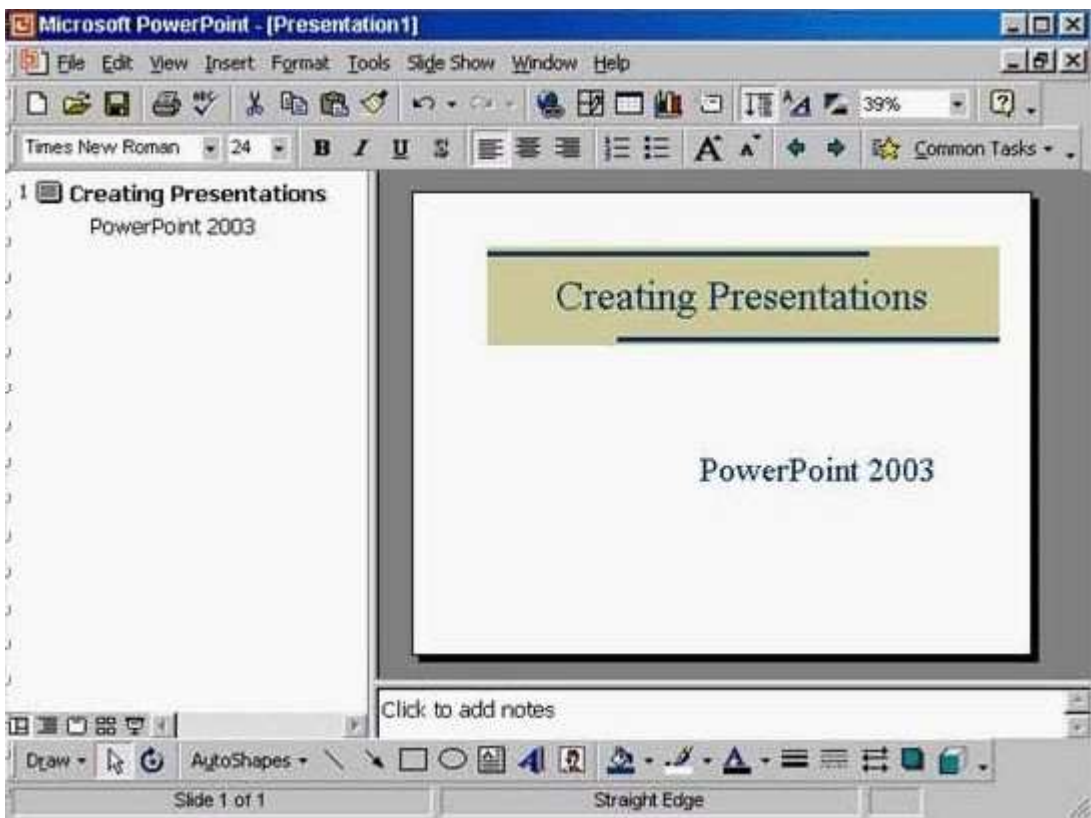 Microsoft PowerPoint - [Presentation1]
File Edit View Insert Format Tools Slide Show Window Help
39%
Times New Roman 24 B I U S A A Common Tasks
1 Creating Presentations
PowerPoint 2003
Creating Presentations
PowerPoint 2003
Click to add notes
Draw AutoShapes A A
Slide 1 of 1 Straight Edge